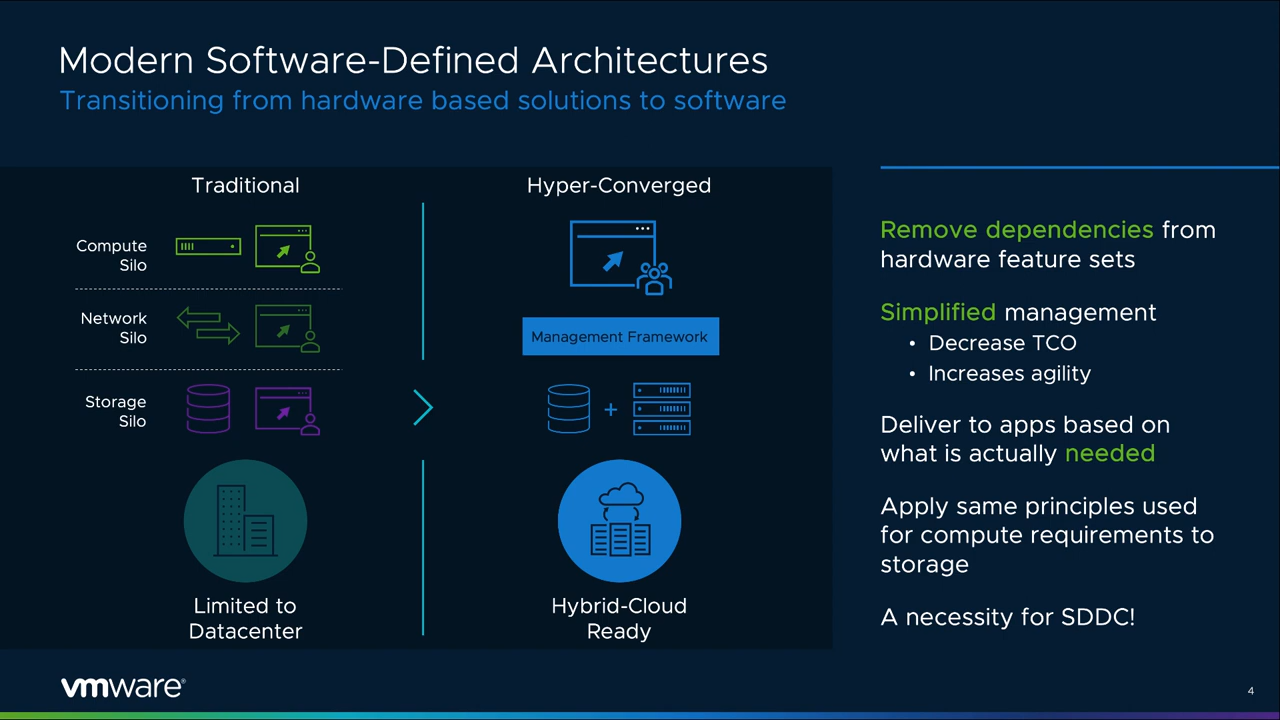 Modern Software-Defined Architectures
Transitioning from hardware based solutions to software
Traditional
Compute
Silo
Network
Silo
Storage
Silo
Limited to
Datacenter
Hyper-Converged
Management Framework
+
Hybrid-Cloud
Ready
Remove dependencies from
hardware feature sets
Simplified management
• Decrease TCO
• Increases agility
Deliver to apps based on
what is actually needed
Apply same principles used
for compute requirements to
storage
A necessity for SDDC!
vmware®
4